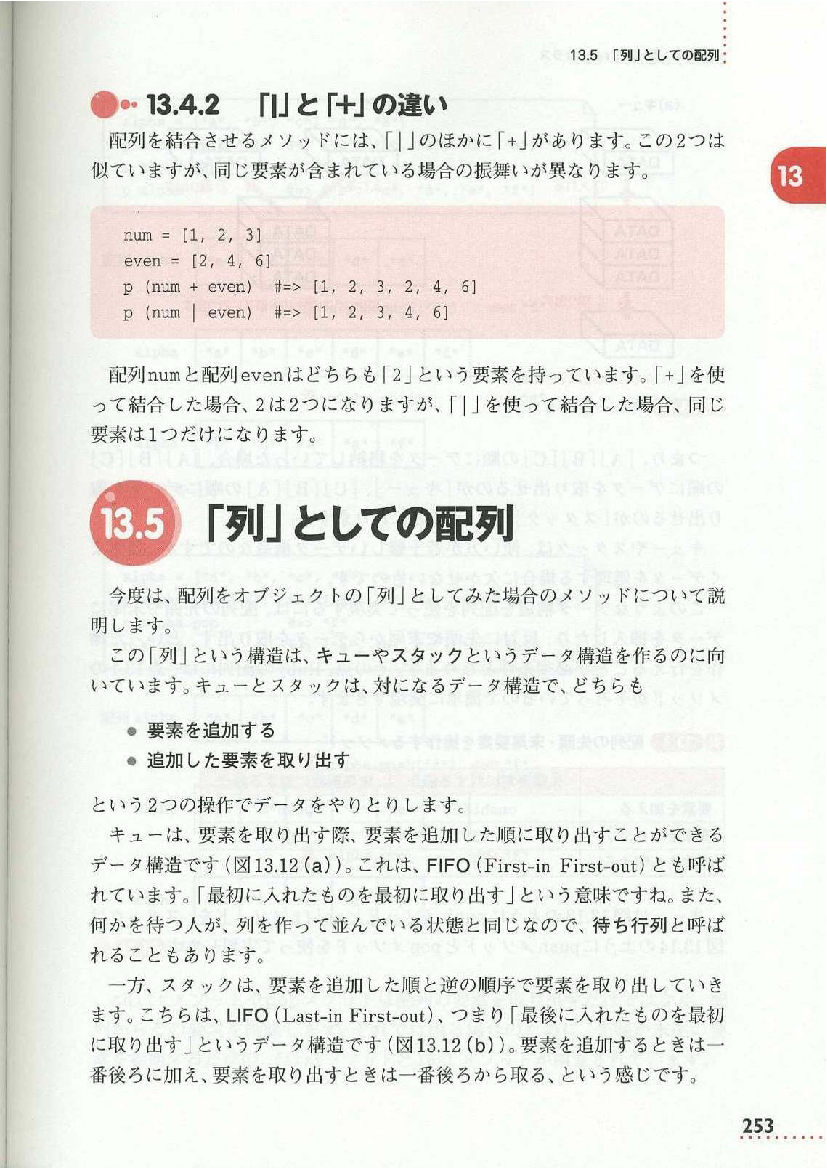 13.5 「列」としての配列
13.4.2 「|」と「+」の違い
配列を結合させるメソッドには、「|」のほかに「+」があります。この2つは
似ていますが、同じ要素が含まれている場合の振舞いが異なります。
13
num = [1, 2, 3]
even = [2, 4, 6]
p (num + even) #=> [1, 2, 3, 2, 4, 6]
p (num | even) #=> [1, 2, 3, 4, 6]
配列numと配列evenはどちらも「2」という要素を持っています。「+」を使
って結合した場合、2は2つになりますが、「|」を使って結合した場合、同じ
要素は1つだけになります。
13.5 「列」としての配列
今度は、配列をオブジェクトの「列」としてみた場合のメソッドについて説
明します。
この「列」という構造は、キューやスタックというデータ構造を作るのに向
いています。キューとスタックは、対になるデータ構造で、どちらも
● 要素を追加する
● 追加した要素を取り出す
という2つの操作でデータをやりとりします。
キューは、要素を取り出す際、要素を追加した順に取り出すことができる
データ構造です(図13.12(a))。これは、FIFO(First-in First-out)とも呼ば
れています。「最初に入れたものを最初に取り出す」という意味ですね。また、
何かを待つ人が、列を作って並んでいる状態と同じなので、待ち行列と呼ば
れることもあります。
一方、スタックは、要素を追加した順と逆の順序で要素を取り出していき
ます。こちらは、LIFO(Last-in First-out)、つまり「最後に入れたものを最初
に取り出す」というデータ構造です(図13.12(b))。要素を追加するときは一
番後ろに加え、要素を取り出すときは一番後ろから取る、という感じです。
253